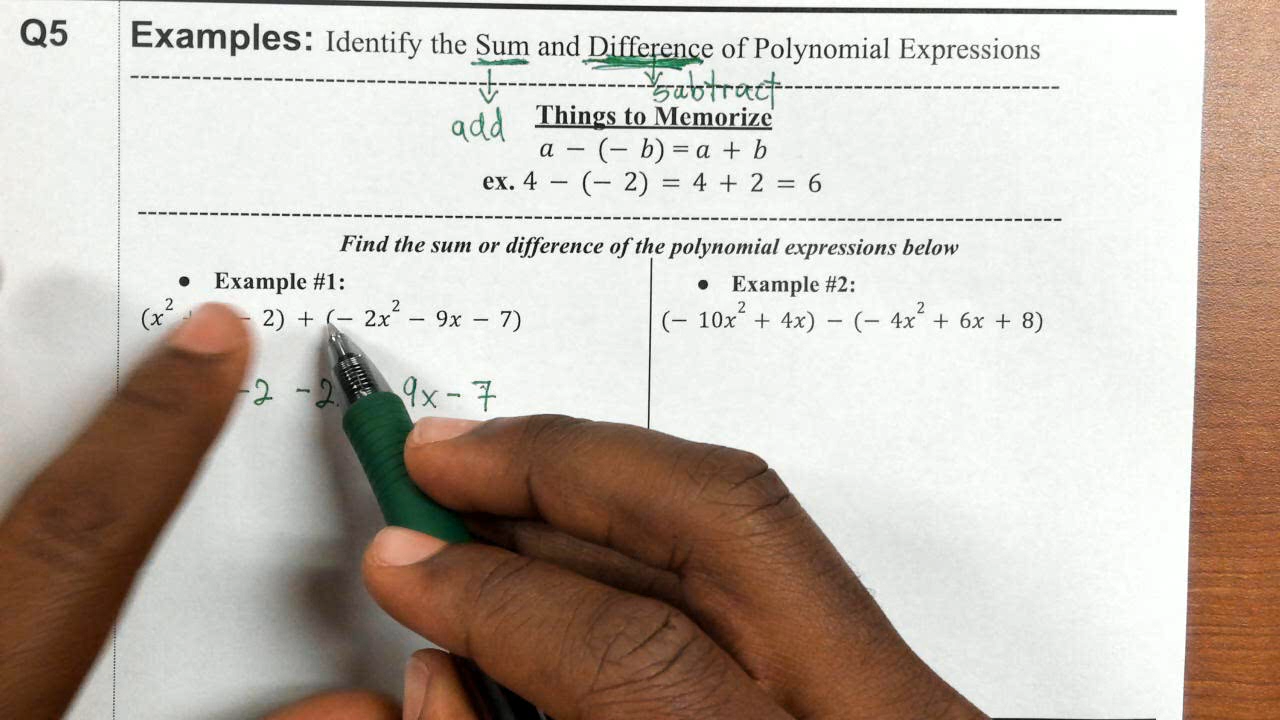 Q5
Examples: Identify the Sum and Difference of Polynomial Expressions
add
subtract
Things to Memorize
a − (− b) = a + b
ex. 4 − (− 2) = 4 + 2 = 6
Find the sum or difference of the polynomial expressions below
• Example #1:
(x² − 2) + (− 2x² − 9x − 7)
-2 -2 9x - 7
• Example #2:
(− 10x² + 4x) − (− 4x² + 6x + 8)